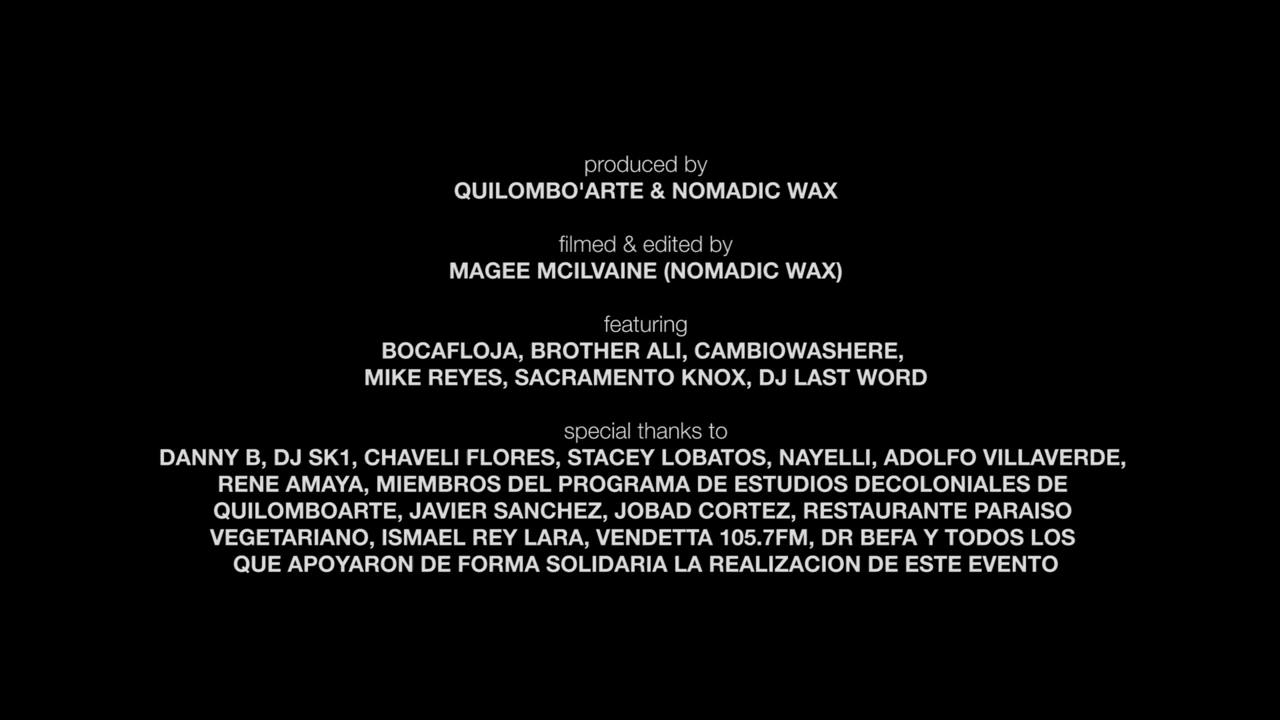 produced by
QUILOMBO'ARTE & NOMADIC WAX
filmed & edited by
MAGEE MCILVAINE (NOMADIC WAX)
featuring
BOCAFLOJA, BROTHER ALI, CAMBIOWASHERE,
MIKE REYES, SACRAMENTO KNOX, DJ LAST WORD
special thanks to
DANNY B, DJ SK1, CHAVELI FLORES, STACEY LOBATOS, NAYELLI, ADOLFO VILLAVERDE,
RENE AMAYA, MIEMBROS DEL PROGRAMA DE ESTUDIOS DECOLONIALES DE
QUILOMBOARTE, JAVIER SANCHEZ, JOBAD CORTEZ, RESTAURANTE PARAISO
VEGETARIANO, ISMAEL REY LARA, VENDETTA 105.7FM, DR BEFA Y TODOS LOS
QUE APOYARON DE FORMA SOLIDARIA LA REALIZACION DE ESTE EVENTO